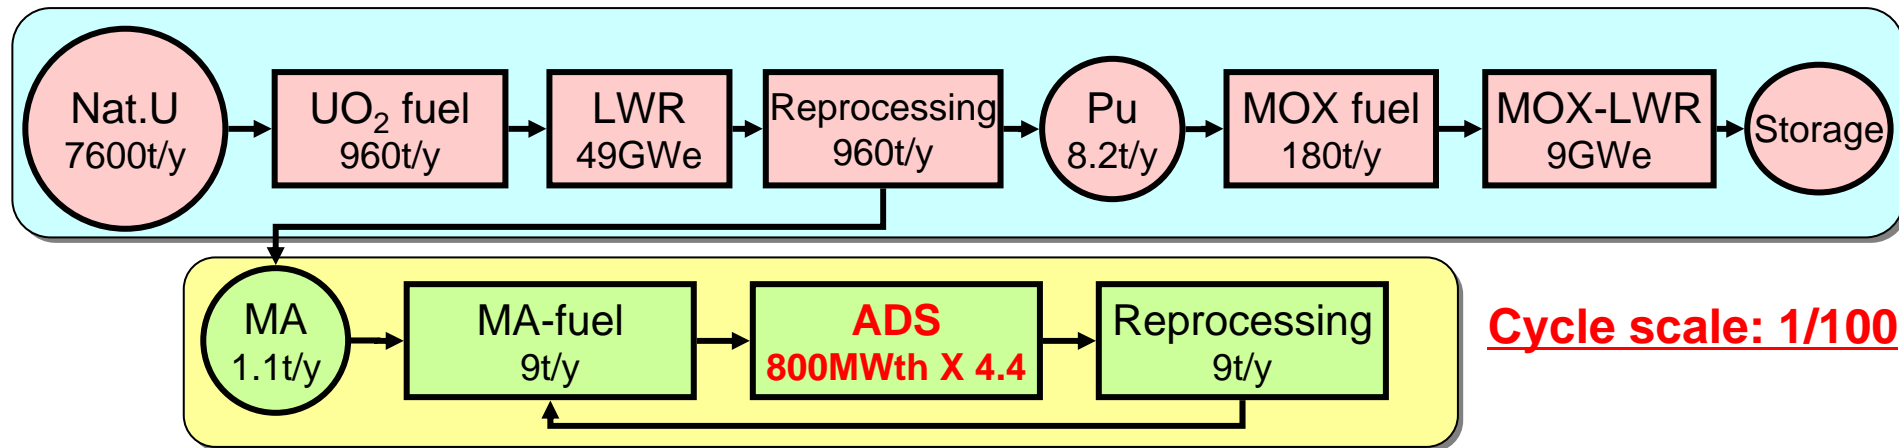 Nat.U
7600t/y
UO₂ fuel
960t/y
LWR
49GWe
Reprocessing
960t/y
Pu
8.2t/y
MOX fuel
180t/y
MOX-LWR
9GWe
Storage
MA
1.1t/y
MA-fuel
9t/y
ADS
800MWth X 4.4
Reprocessing
9t/y
Cycle scale: 1/100